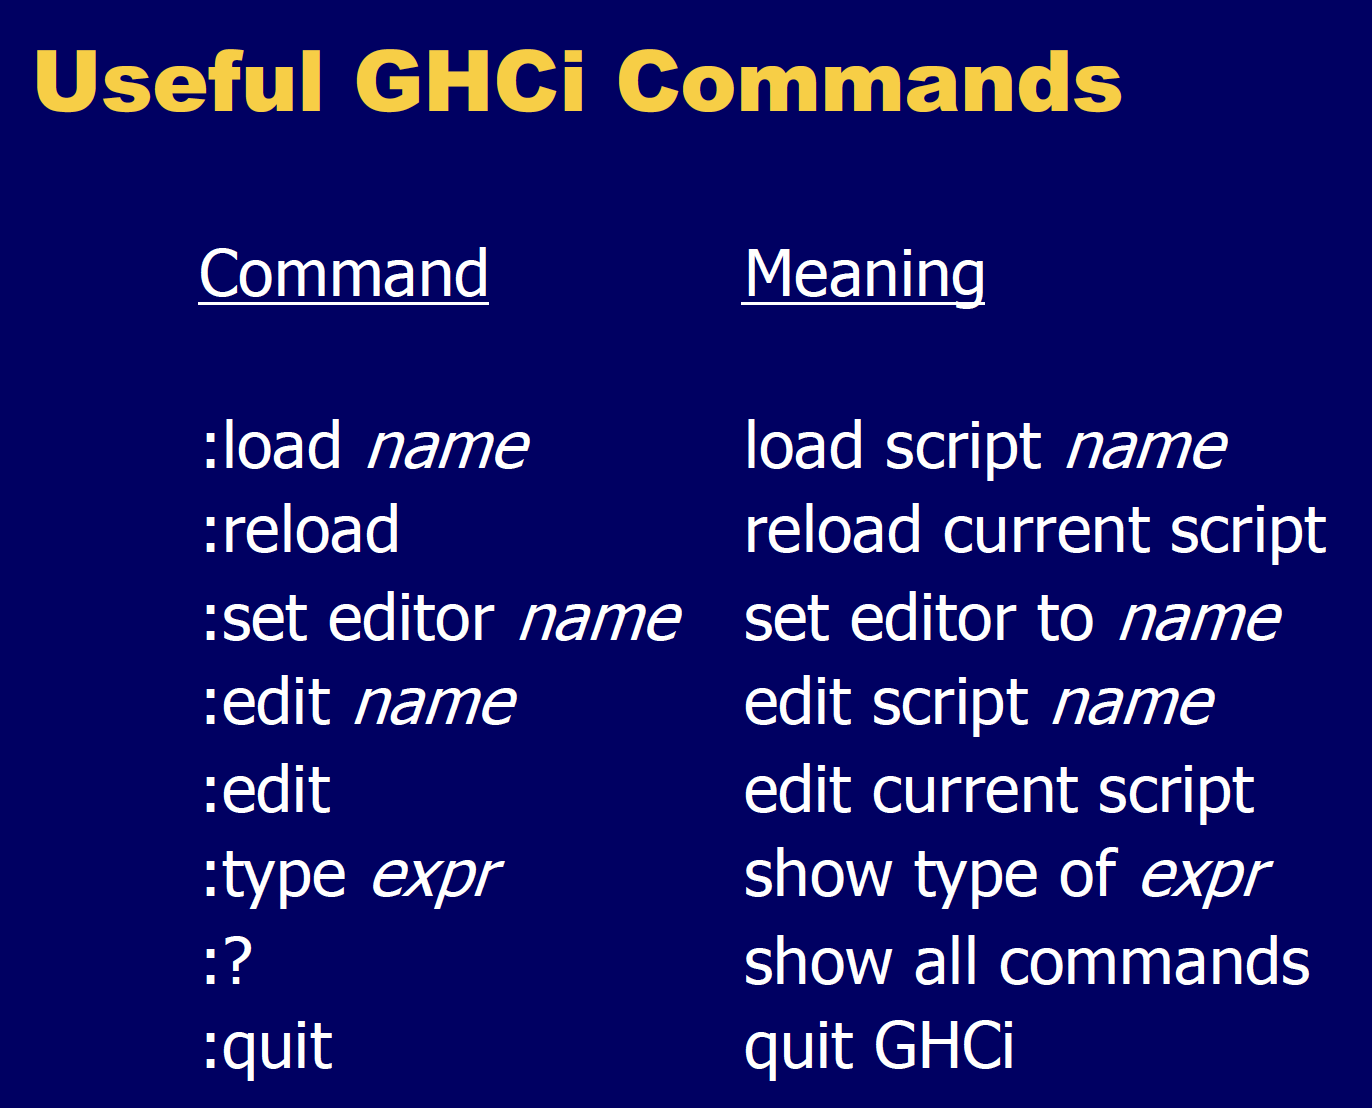 Useful GHCi Commands
Command Meaning
:load name load script name
:reload reload current script
:set editor name set editor to name
:edit name edit script name
:edit edit current script
:type expr show type of expr
:? show all commands
:quit quit GHCi